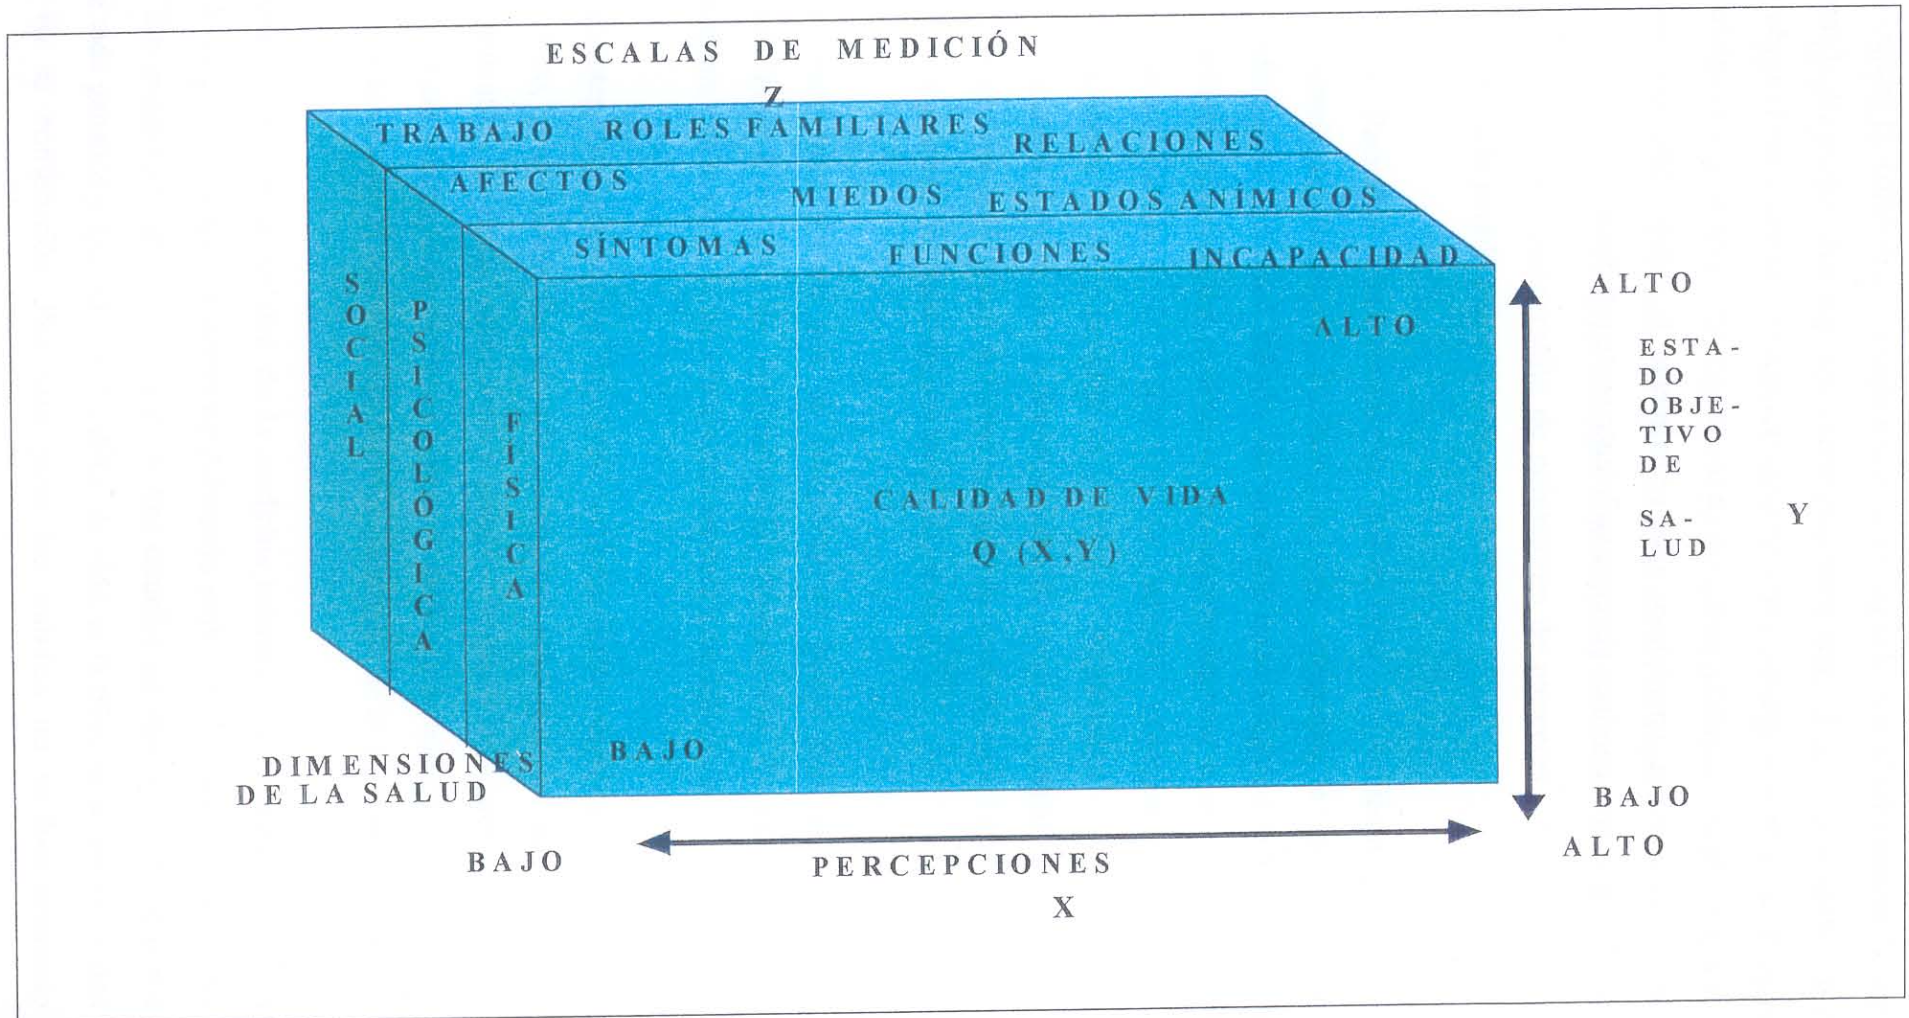 ESCALAS DE MEDICIÓN
Z
TRABAJO ROLES FAMILIARES RELACIONES
AFECTOS MIEDOS ESTADOS ANÍMICOS
SÍNTOMAS FUNCIONES INCAPACIDAD
SOCIAL
PSICOLOGICA
FISICA
ALTO
CALIDAD DE VIDA
Q (X,Y)
BAJO
ALTO
ESTA-
DO
OBJE-
TIVO
DE
SA-
LUD
Y
BAJO
DIMENSIONES
DE LA SALUD
BAJO
PERCEPCIONES
ALTO
X